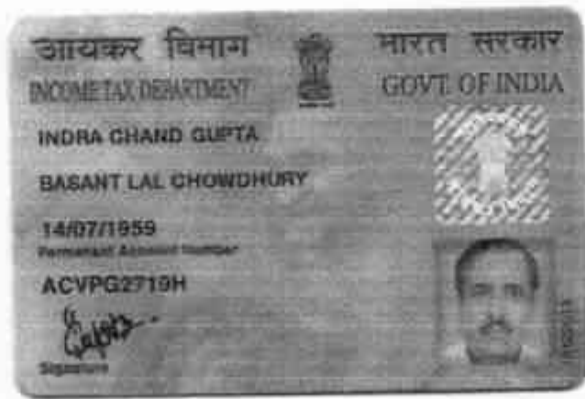 आयकर विभाग
INCOME TAX DEPARTMENT
भारत सरकार
GOVT. OF INDIA
INDRA CHAND GUPTA
BASANT LAL CHOWDHURY
14/07/1959
Permanent Account Number
ACVPG2719H
Signature